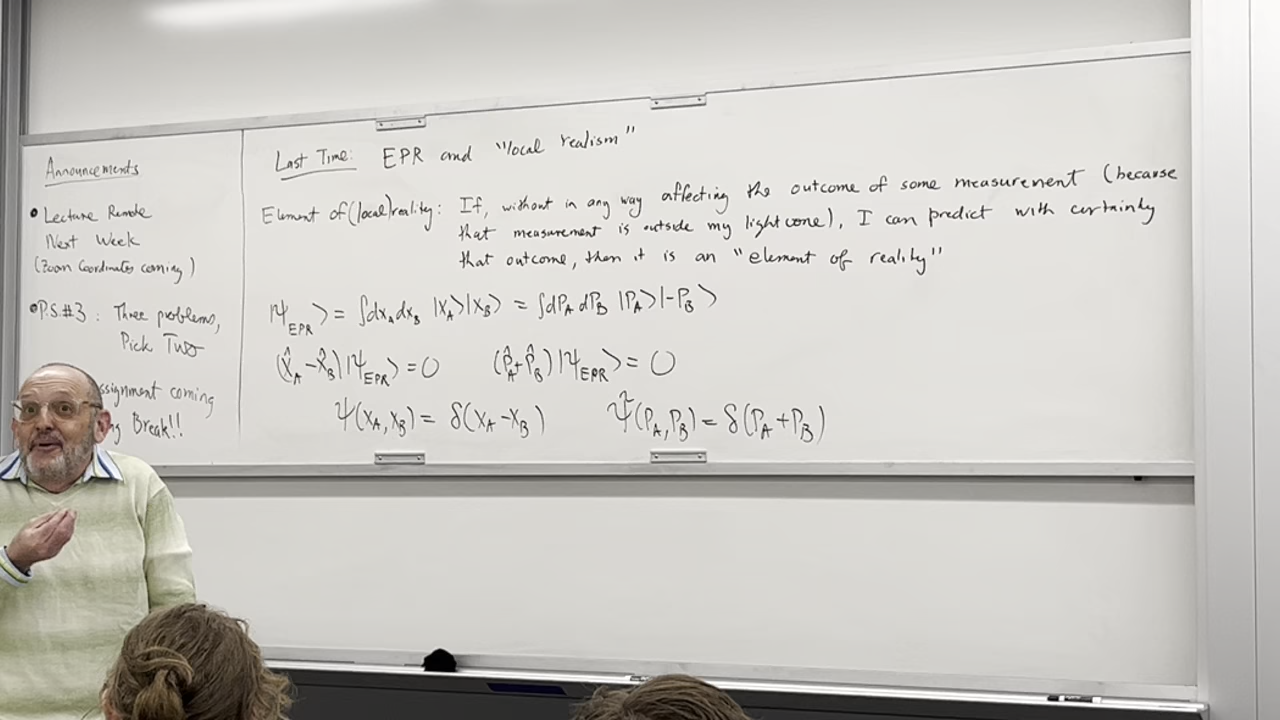 Announcements
• Lecture Remote
Next Week
(Zoom Coordinates coming)
• P.S.#3 : Three problems,
Pick Two
ssignment coming
g Break!!
Last Time: EPR and "local realism"
Element of (local) reality: If, without in any way affecting the outcome of some measurement (because
that measurement is outside my light cone), I can predict with certainty
that outcome, then it is an "element of reality"
|Ψ_EPR⟩ = ∫dx_A dx_B |x_A⟩|x_B⟩ = ∫dP_A dP_B |P_A⟩|-P_B⟩
(x̂_A - x̂_B)|Ψ_EPR⟩ = 0 (P̂_A + P̂_B)|Ψ_EPR⟩ = 0
Ψ(x_A, x_B) = δ(x_A - x_B) Ψ̃(P_A, P_B) = δ(P_A + P_B)